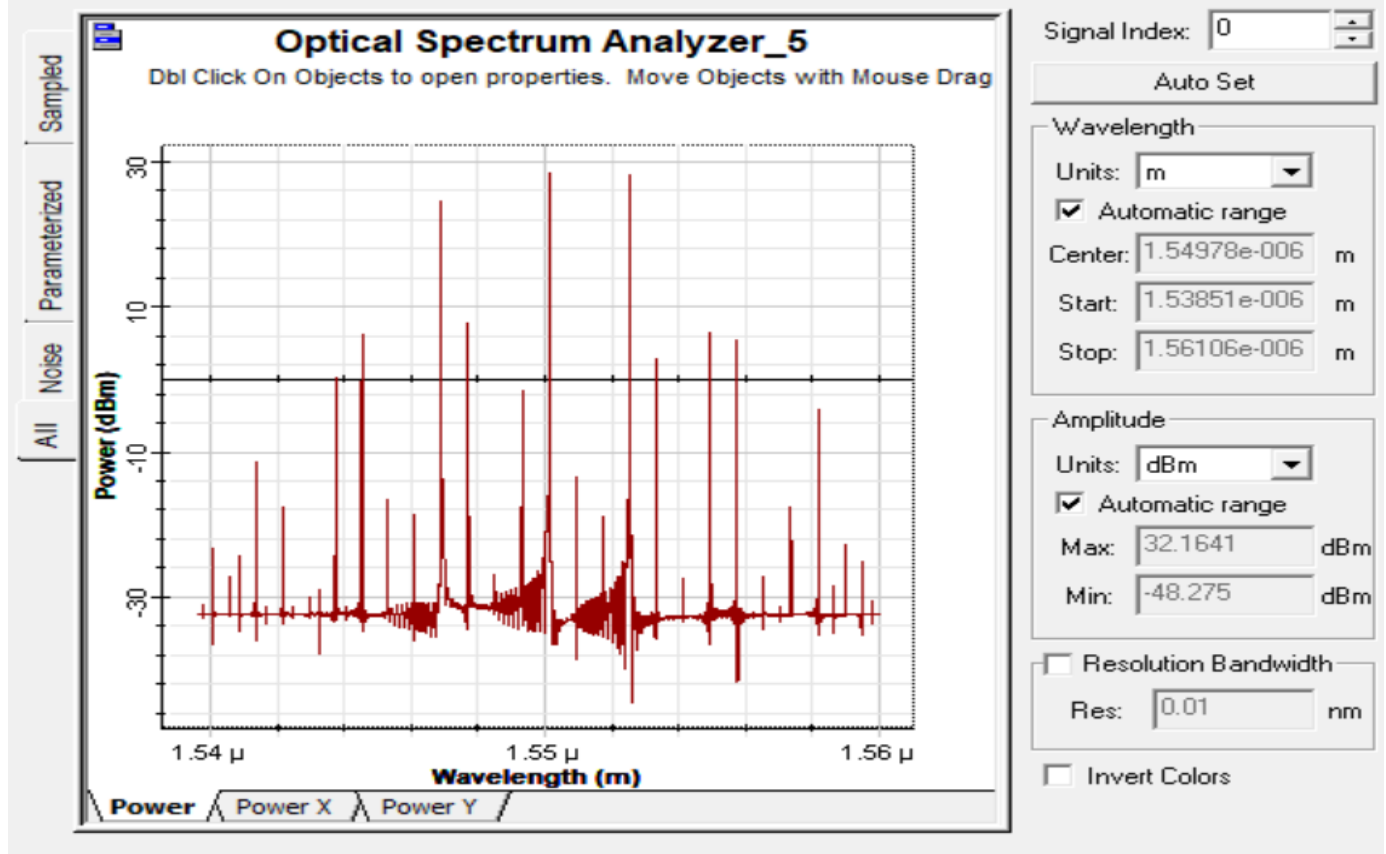 Optical Spectrum Analyzer_5
Dbl Click On Objects to open properties.  Move Objects with Mouse Drag
Sampled
Parameterized
Noise
All
Power (dBm)
30
10
-10
-30
1.54 µ
1.55 µ
1.56 µ
Wavelength (m)
Power
Power X
Power Y
Signal Index: 0
Auto Set
Wavelength
Units: m
Automatic range
Center: 1.54978e-006 m
Start: 1.53851e-006 m
Stop: 1.56106e-006 m
Amplitude
Units: dBm
Automatic range
Max: 32.1641 dBm
Min: -48.275 dBm
Resolution Bandwidth
Res: 0.01 nm
Invert Colors